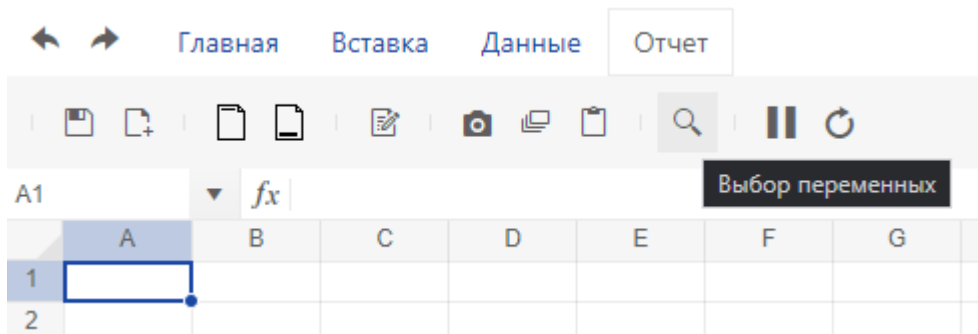 Главная Вставка Данные Отчет
A1 fx Выбор переменных
A B C D E F G
1
2